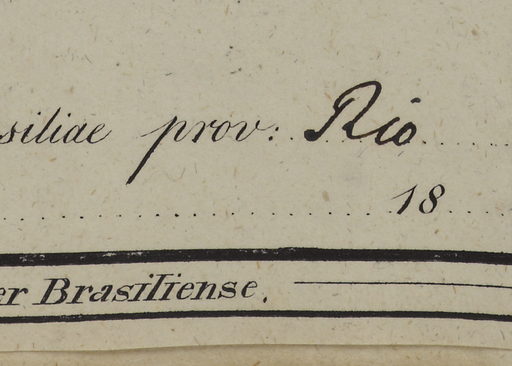 siliae prov: Rio
18
er Brasiliense.